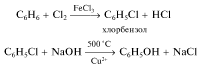 C₆H₆ + Cl₂ —FeCl₃→ C₆H₅Cl + HCl
хлорбензол
C₆H₅Cl + NaOH —500 °C / Cu²⁺→ C₆H₅OH + NaCl